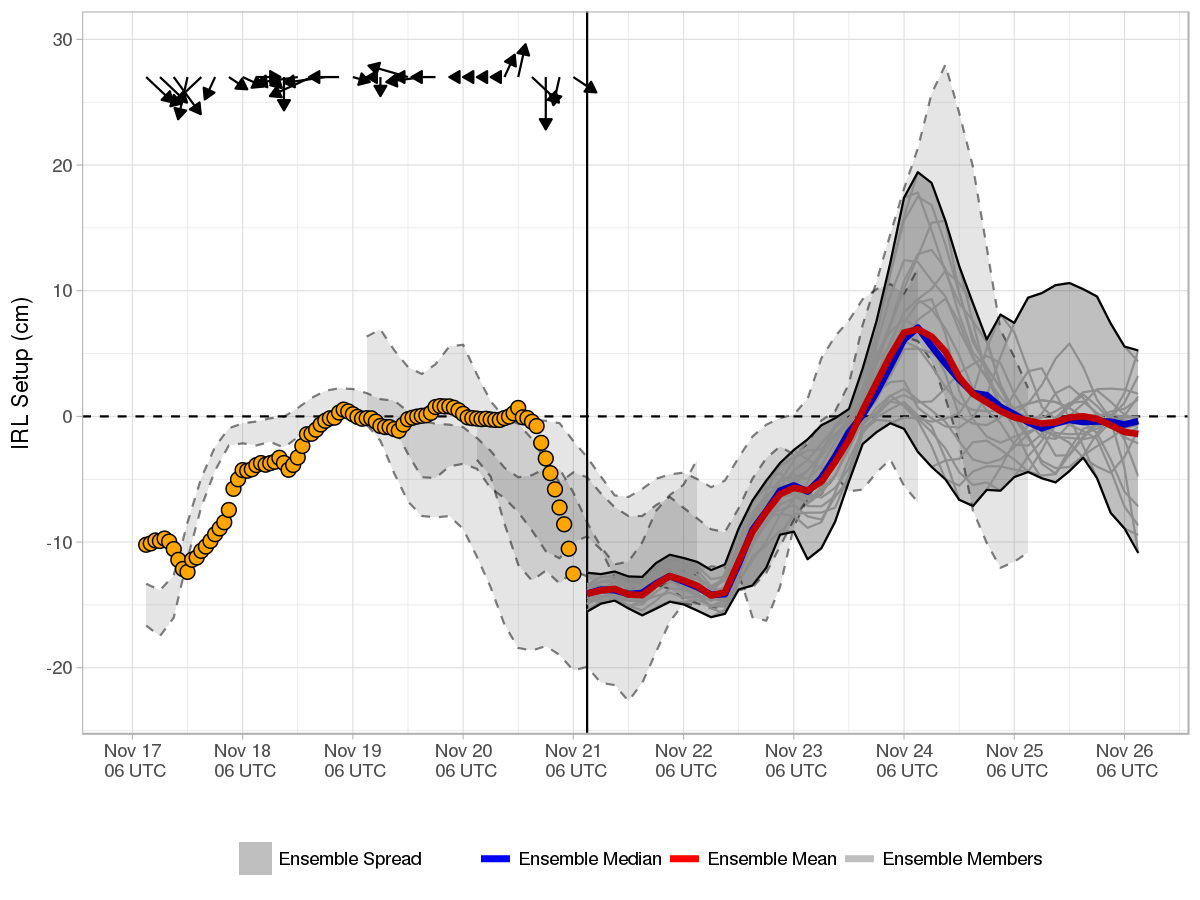 IRL Setup (cm)
30
20
10
0
-10
-20
Nov 17 Nov 18 Nov 19 Nov 20 Nov 21 Nov 22 Nov 23 Nov 24 Nov 25 Nov 26
06 UTC 06 UTC 06 UTC 06 UTC 06 UTC 06 UTC 06 UTC 06 UTC 06 UTC 06 UTC
Ensemble Spread Ensemble Median Ensemble Mean Ensemble Members